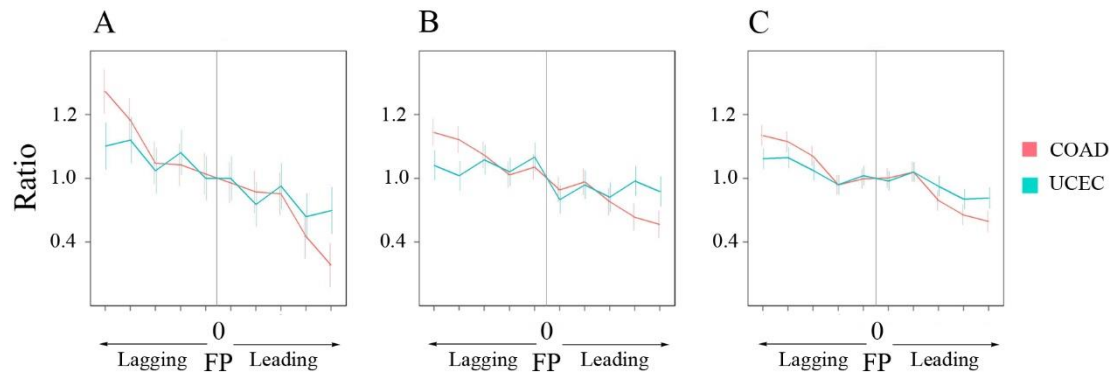 A B C
Ratio
1.2 1.2 1.2
1.0 1.0 1.0
0.4 0.4 0.4
COAD
UCEC
0 0 0
Lagging FP Leading Lagging FP Leading Lagging FP Leading